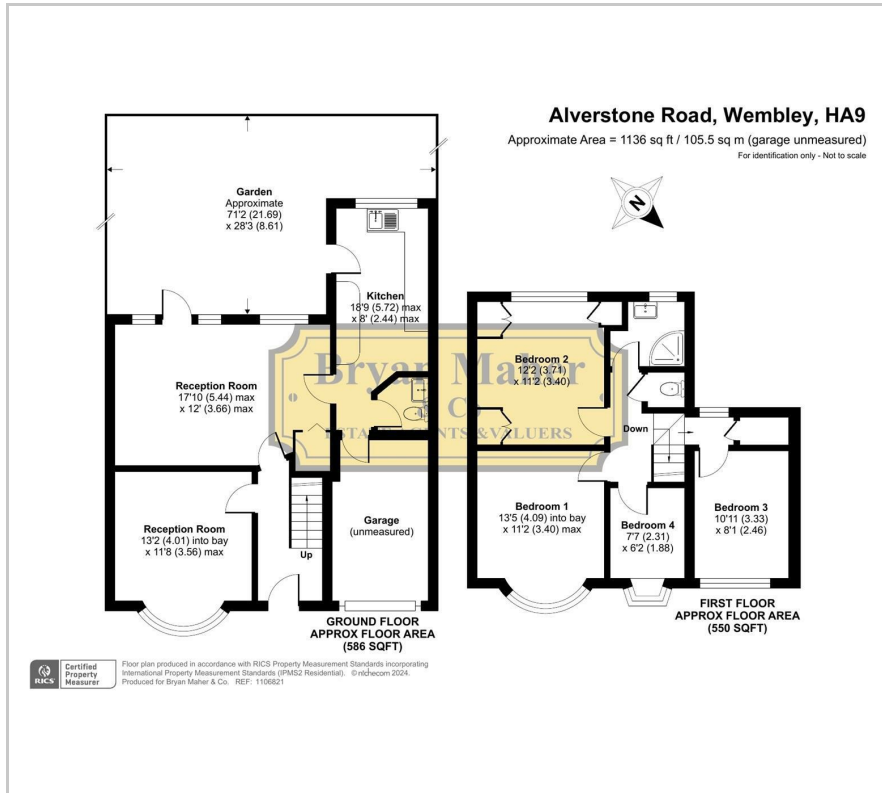 Alverstone Road, Wembley, HA9
Approximate Area = 1136 sq ft / 105.5 sq m (garage unmeasured)
For identification only - Not to scale
N
Garden
Approximate
71'2 (21.69)
x 28'3 (8.61)
Kitchen
18'9 (5.72) max
x 8' (2.44) max
Reception Room
17'10 (5.44) max
x 12' (3.66) max
Reception Room
13'2 (4.01) into bay
x 11'8 (3.56) max
Up
Garage
(unmeasured)
GROUND FLOOR
APPROX FLOOR AREA
(586 SQFT)
Bedroom 2
12'2 (3.71)
x 11'2 (3.40)
Down
Bedroom 1
13'5 (4.09) into bay
x 11'2 (3.40) max
Bedroom 4
7'7 (2.31)
x 6'2 (1.88)
Bedroom 3
10'11 (3.33)
x 8'1 (2.46)
FIRST FLOOR
APPROX FLOOR AREA
(550 SQFT)
Bryan Maher
& Co
ESTATE AGENTS & VALUERS
RICS
Certified
Property
Measurer
Floor plan produced in accordance with RICS Property Measurement Standards incorporating
International Property Measurement Standards (IPMS2 Residential). © nichecom 2024.
Produced for Bryan Maher & Co. REF: 1106821